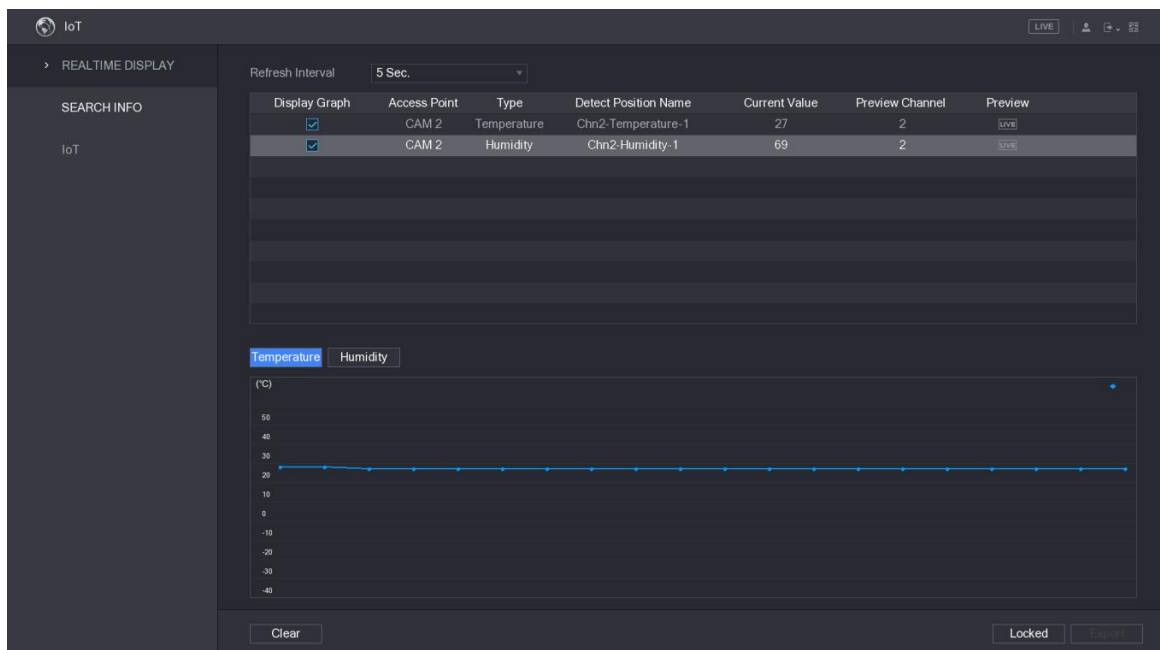 IoT LIVE
REALTIME DISPLAY
SEARCH INFO
IoT
Refresh Interval 5 Sec.
Display Graph Access Point Type Detect Position Name Current Value Preview Channel Preview
CAM 2 Temperature Chn2-Temperature-1 27 2 LIVE
CAM 2 Humidity Chn2-Humidity-1 69 2 LIVE
Temperature Humidity
(°C)
50
40
30
20
10
0
-10
-20
-30
-40
Clear Locked Export